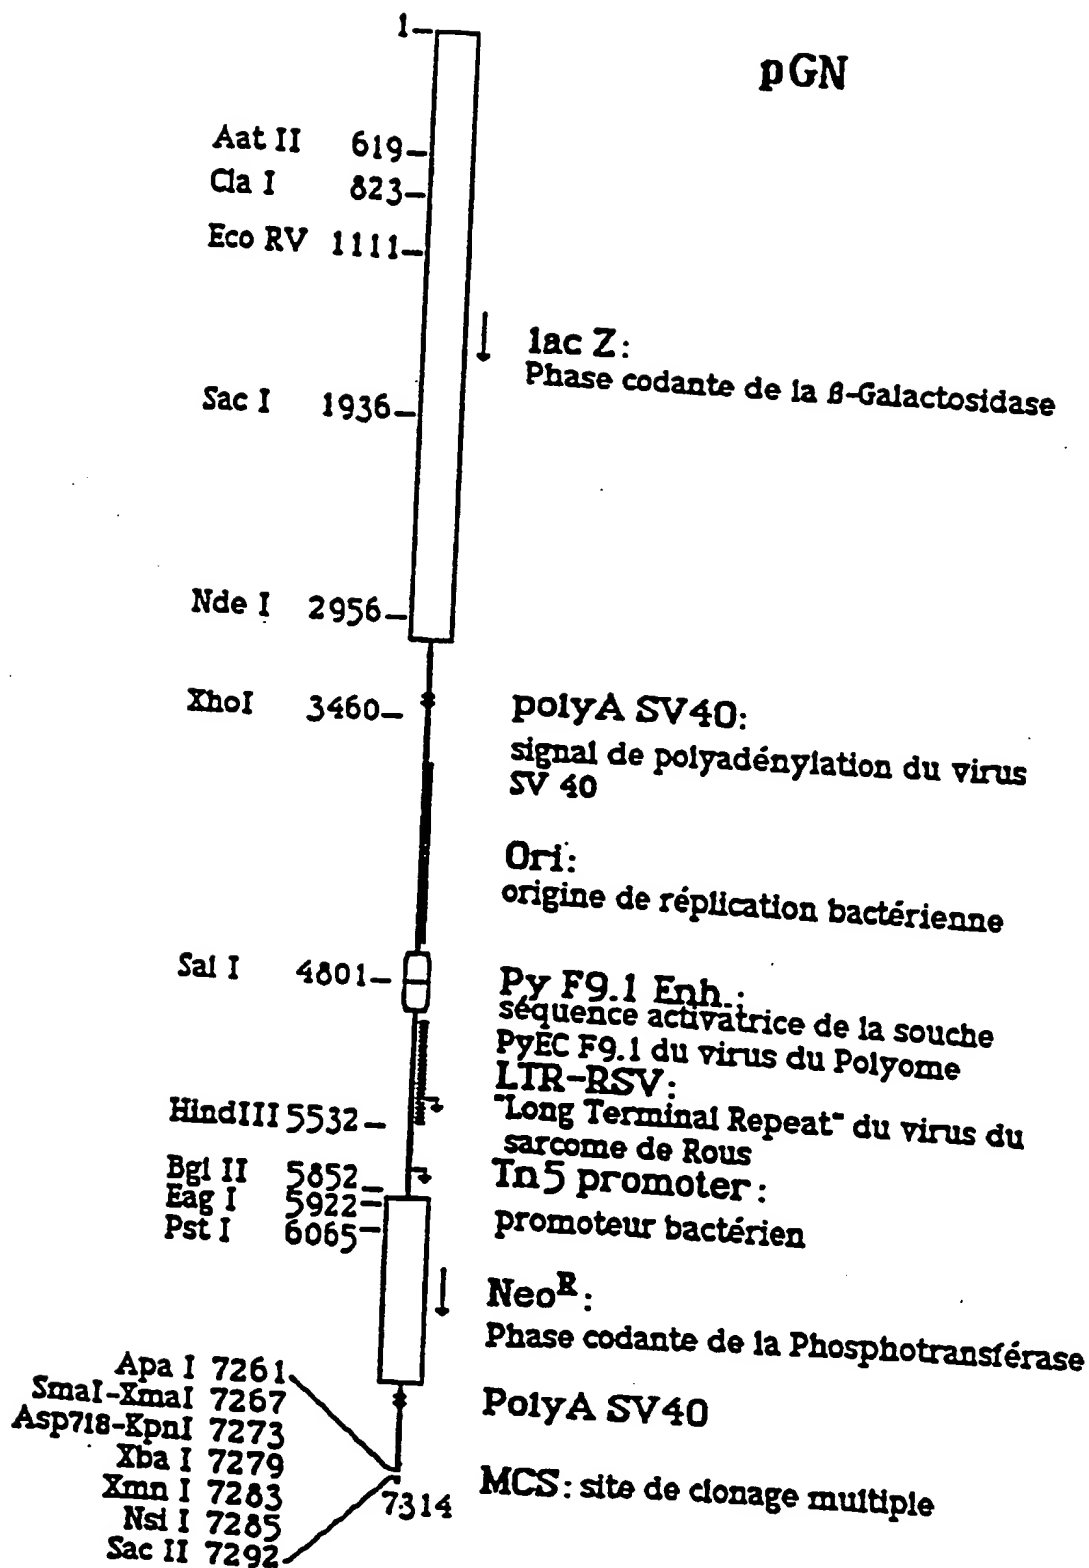 1
pGN
Aat II 619
Cla I 823
Eco RV 1111
lac Z:
Phase codante de la β-Galactosidase
Sac I 1936
Nde I 2956
XhoI 3460
polyA SV40:
signal de polyadénylation du virus
SV 40
Ori:
origine de réplication bactérienne
Sal I 4801
Py F9.1 Enh.:
séquence activatrice de la souche
PyEC F9.1 du virus du Polyome
LTR-RSV:
"Long Terminal Repeat" du virus du
sarcome de Rous
HindIII 5532
Bgl II 5852
Eag I 5922
Pst I 6065
Tn5 promoter:
promoteur bactérien
Neo^R:
Phase codante de la Phosphotransférase
Apa I 7261
SmaI-XmaI 7267
Asp718-KpnI 7273
Xba I 7279
Xmn I 7283
Nsi I 7285
Sac II 7292
PolyA SV40
7314
MCS: site de clonage multiple